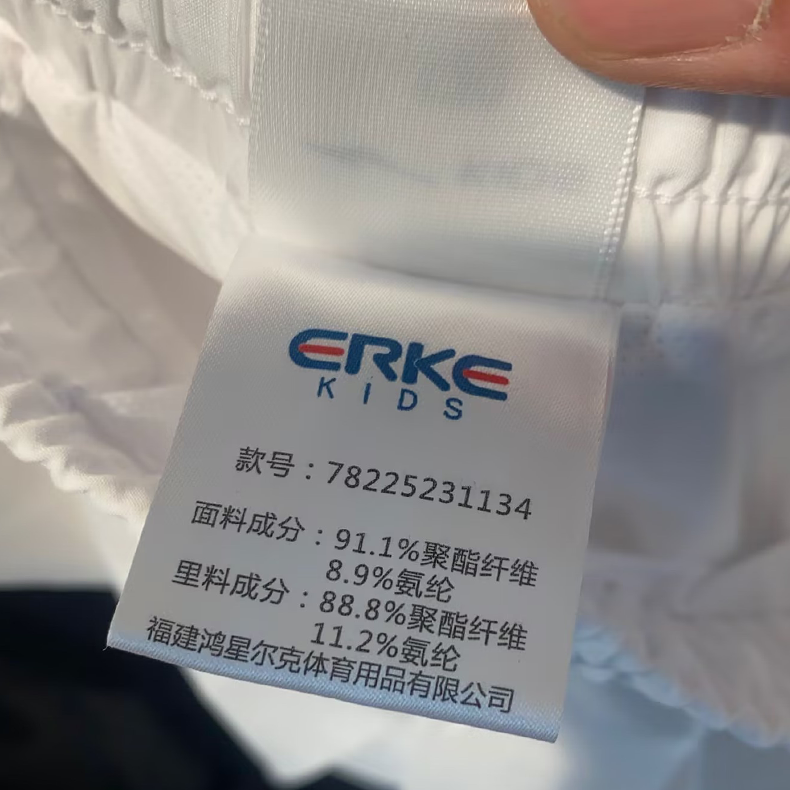 ERKE
KiDS
款号：78225231134
面料成分：91.1%聚酯纤维
8.9%氨纶
里料成分：88.8%聚酯纤维
11.2%氨纶
福建鸿星尔克体育用品有限公司